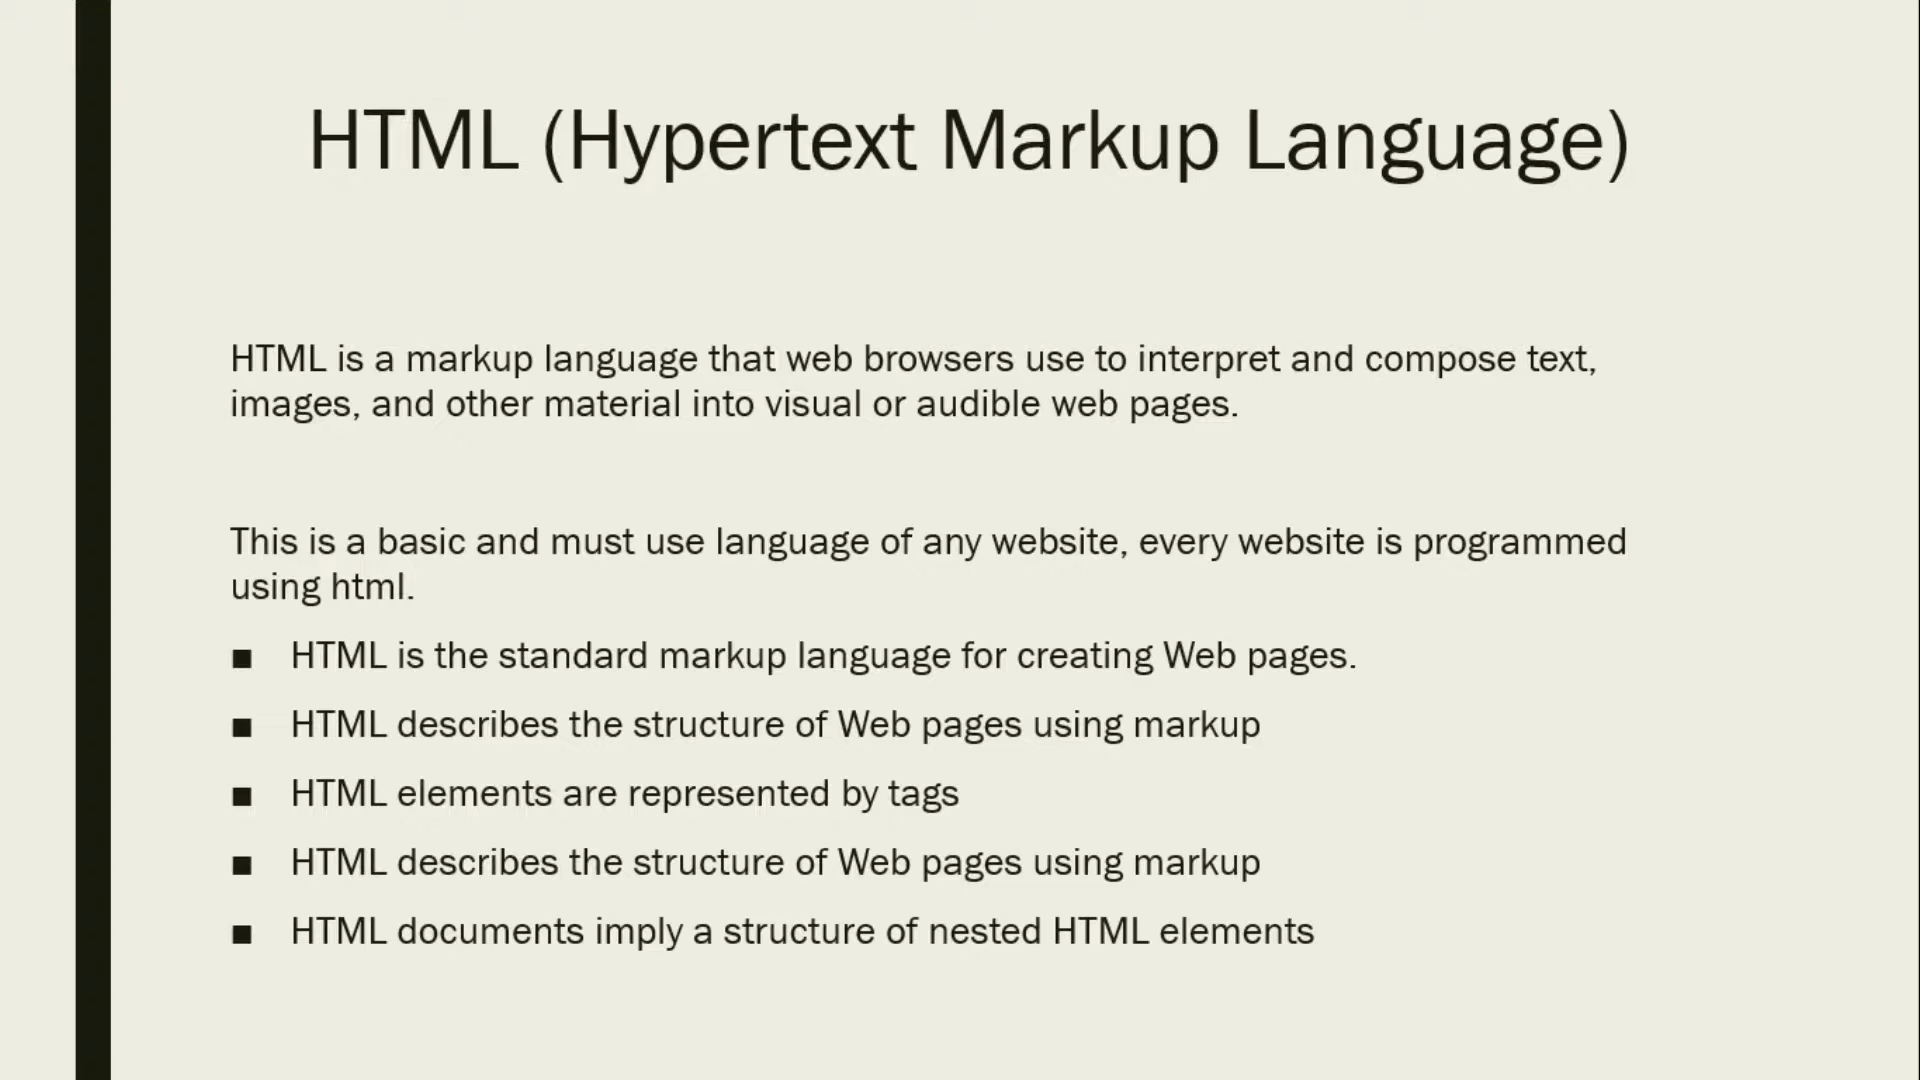 HTML (Hypertext Markup Language)
HTML is a markup language that web browsers use to interpret and compose text,
images, and other material into visual or audible web pages.
This is a basic and must use language of any website, every website is programmed
using html.
■ HTML is the standard markup language for creating Web pages.
■ HTML describes the structure of Web pages using markup
■ HTML elements are represented by tags
■ HTML describes the structure of Web pages using markup
■ HTML documents imply a structure of nested HTML elements